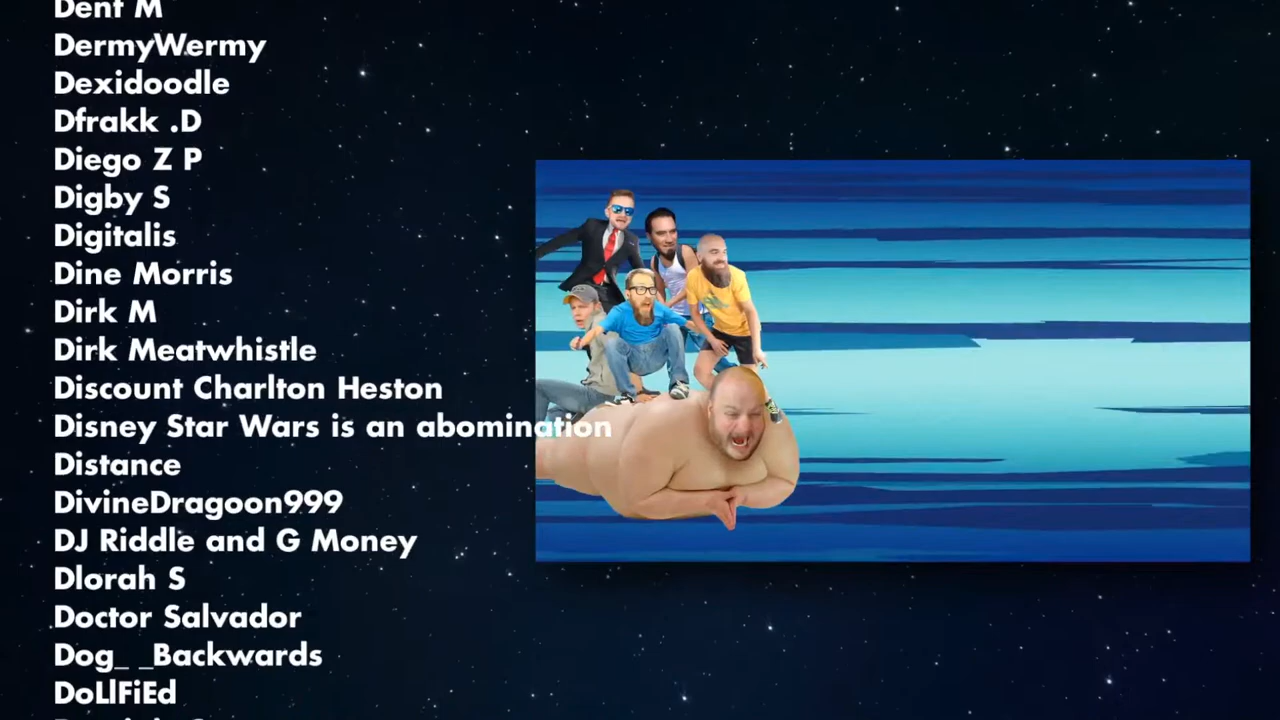 Dent M
DermyWermy
Dexidoodle
Dfrakk .D
Diego Z P
Digby S
Digitalis
Dine Morris
Dirk M
Dirk Meatwhistle
Discount Charlton Heston
Disney Star Wars is an abomination
Distance
DivineDragoon999
DJ Riddle and G Money
Dlorah S
Doctor Salvador
Dog_ _Backwards
DoLlFiEd